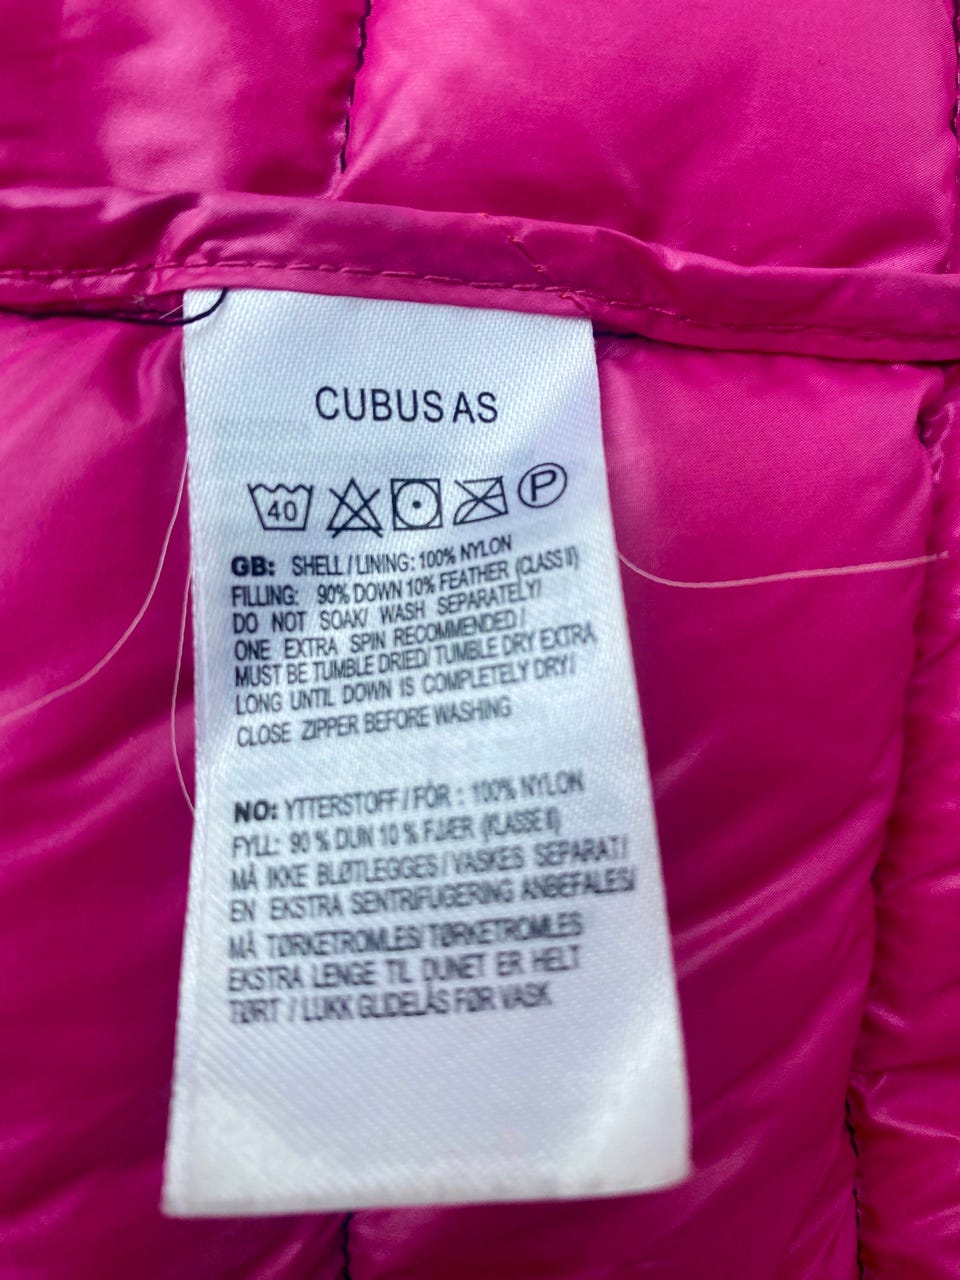 CUBUS AS
40 P
GB: SHELL / LINING: 100% NYLON
FILLING: 90% DOWN 10% FEATHER (CLASS II)
DO NOT SOAK/ WASH SEPARATELY/
ONE EXTRA SPIN RECOMMENDED /
MUST BE TUMBLE DRIED/ TUMBLE DRY EXTRA
LONG UNTIL DOWN IS COMPLETELY DRY/
CLOSE ZIPPER BEFORE WASHING
NO: YTTERSTOFF / FÓR : 100% NYLON
FYLL: 90 % DUN 10 % FJÆR (KLASSE II)
MÅ IKKE BLØTLEGGES / VASKES SEPARAT/
EN EKSTRA SENTRIFUGERING ANBEFALES/
MÅ TØRKETROMLES/ TØRKETROMLES
EKSTRA LENGE TIL DUNET ER HELT
TØRT / LUKK GLIDELÅS FØR VASK